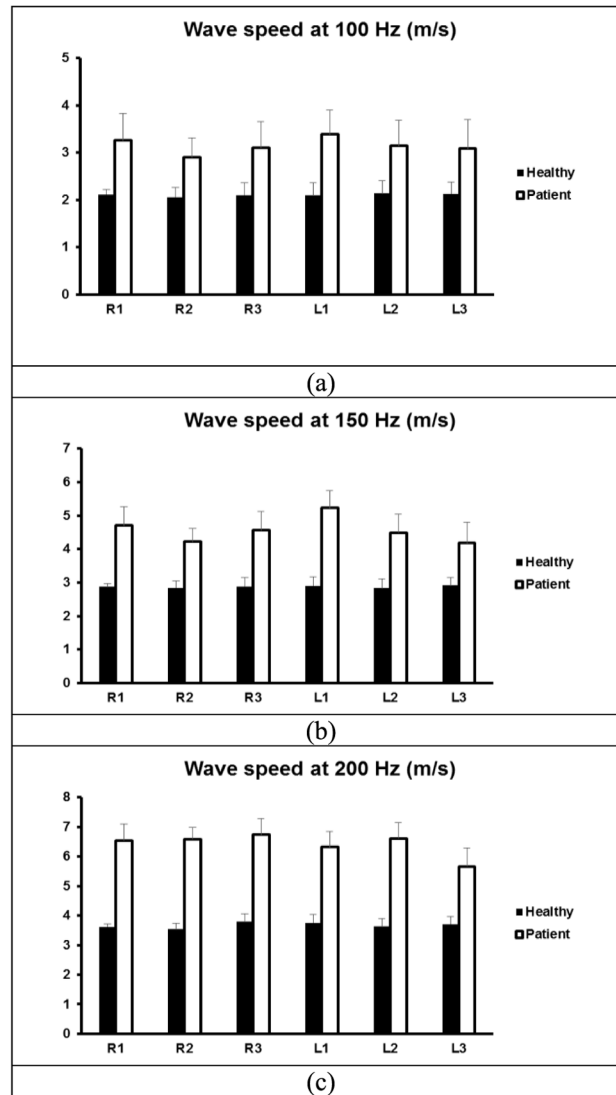 Wave speed at 100 Hz (m/s)
5
4
3
2
1
0
R1 R2 R3 L1 L2 L3
Healthy
Patient
(a)
Wave speed at 150 Hz (m/s)
7
6
5
4
3
2
1
0
R1 R2 R3 L1 L2 L3
Healthy
Patient
(b)
Wave speed at 200 Hz (m/s)
8
7
6
5
4
3
2
1
0
R1 R2 R3 L1 L2 L3
Healthy
Patient
(c)